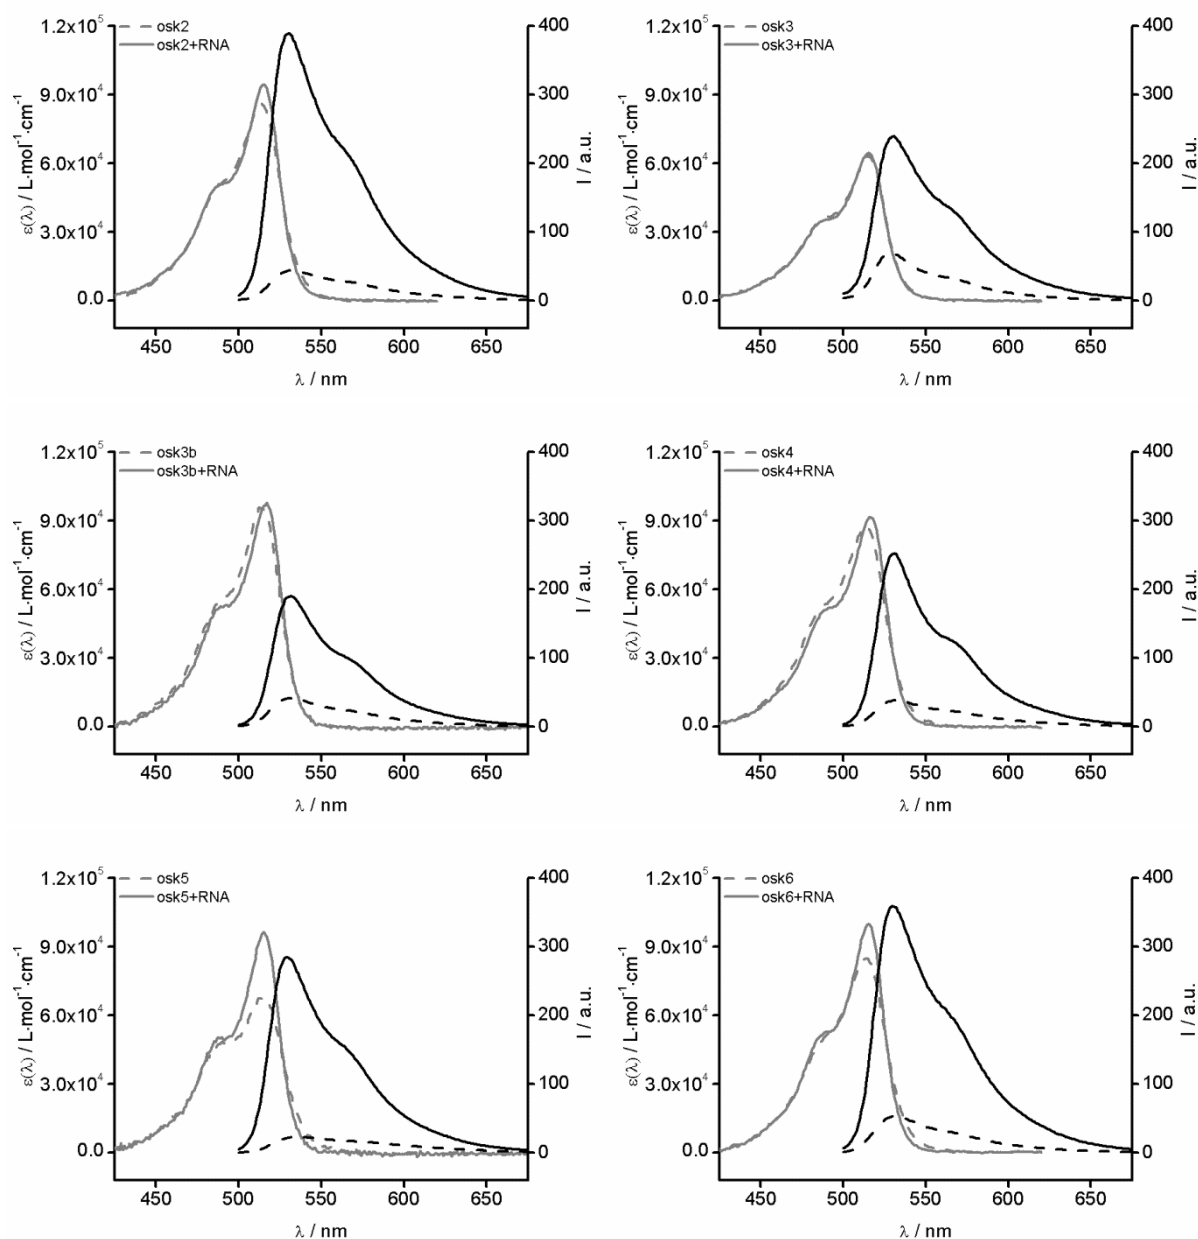 osk2
osk2+RNA
1.2x10⁵
9.0x10⁴
6.0x10⁴
3.0x10⁴
0.0
ε(λ) / L·mol⁻¹·cm⁻¹
400
300
200
100
0
I / a.u.
450 500 550 600 650
λ / nm
osk3
osk3+RNA
1.2x10⁵
9.0x10⁴
6.0x10⁴
3.0x10⁴
0.0
ε(λ) / L·mol⁻¹·cm⁻¹
400
300
200
100
0
I / a.u.
450 500 550 600 650
λ / nm
osk3b
osk3b+RNA
1.2x10⁵
9.0x10⁴
6.0x10⁴
3.0x10⁴
0.0
ε(λ) / L·mol⁻¹·cm⁻¹
400
300
200
100
0
I / a.u.
450 500 550 600 650
λ / nm
osk4
osk4+RNA
1.2x10⁵
9.0x10⁴
6.0x10⁴
3.0x10⁴
0.0
ε(λ) / L·mol⁻¹·cm⁻¹
400
300
200
100
0
I / a.u.
450 500 550 600 650
λ / nm
osk5
osk5+RNA
1.2x10⁵
9.0x10⁴
6.0x10⁴
3.0x10⁴
0.0
ε(λ) / L·mol⁻¹·cm⁻¹
400
300
200
100
0
I / a.u.
450 500 550 600 650
λ / nm
osk6
osk6+RNA
1.2x10⁵
9.0x10⁴
6.0x10⁴
3.0x10⁴
0.0
ε(λ) / L·mol⁻¹·cm⁻¹
400
300
200
100
0
I / a.u.
450 500 550 600 650
λ / nm